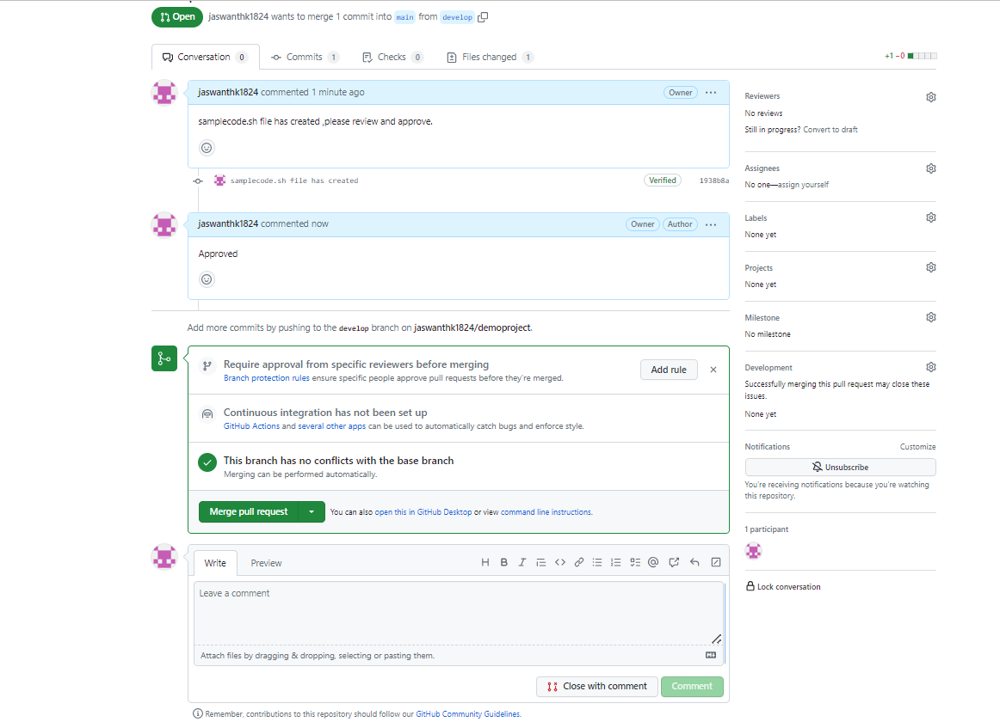 Open jaswanthk1824 wants to merge 1 commit into main from develop
Conversation 0 Commits 1 Checks 0 Files changed 1 +1 −0
jaswanthk1824 commented 1 minute ago Owner ...
samplecode.sh file has created ,please review and approve.
samplecode.sh file has created Verified 1938b8a
jaswanthk1824 commented now Owner Author ...
Approved
Add more commits by pushing to the develop branch on jaswanthk1824/demoproject.
Require approval from specific reviewers before merging
Branch protection rules ensure specific people approve pull requests before they're merged.
Add rule
Continuous integration has not been set up
GitHub Actions and several other apps can be used to automatically catch bugs and enforce style.
This branch has no conflicts with the base branch
Merging can be performed automatically.
Merge pull request You can also open this in GitHub Desktop or view command line instructions.
Write Preview
Leave a comment
Attach files by dragging & dropping, selecting or pasting them.
Close with comment Comment
Remember, contributions to this repository should follow our GitHub Community Guidelines.
Reviewers
No reviews
Still in progress? Convert to draft
Assignees
No one—assign yourself
Labels
None yet
Projects
None yet
Milestone
No milestone
Development
Successfully merging this pull request may close these
issues.
None yet
Notifications Customize
Unsubscribe
You're receiving notifications because you're watching
this repository.
1 participant
Lock conversation